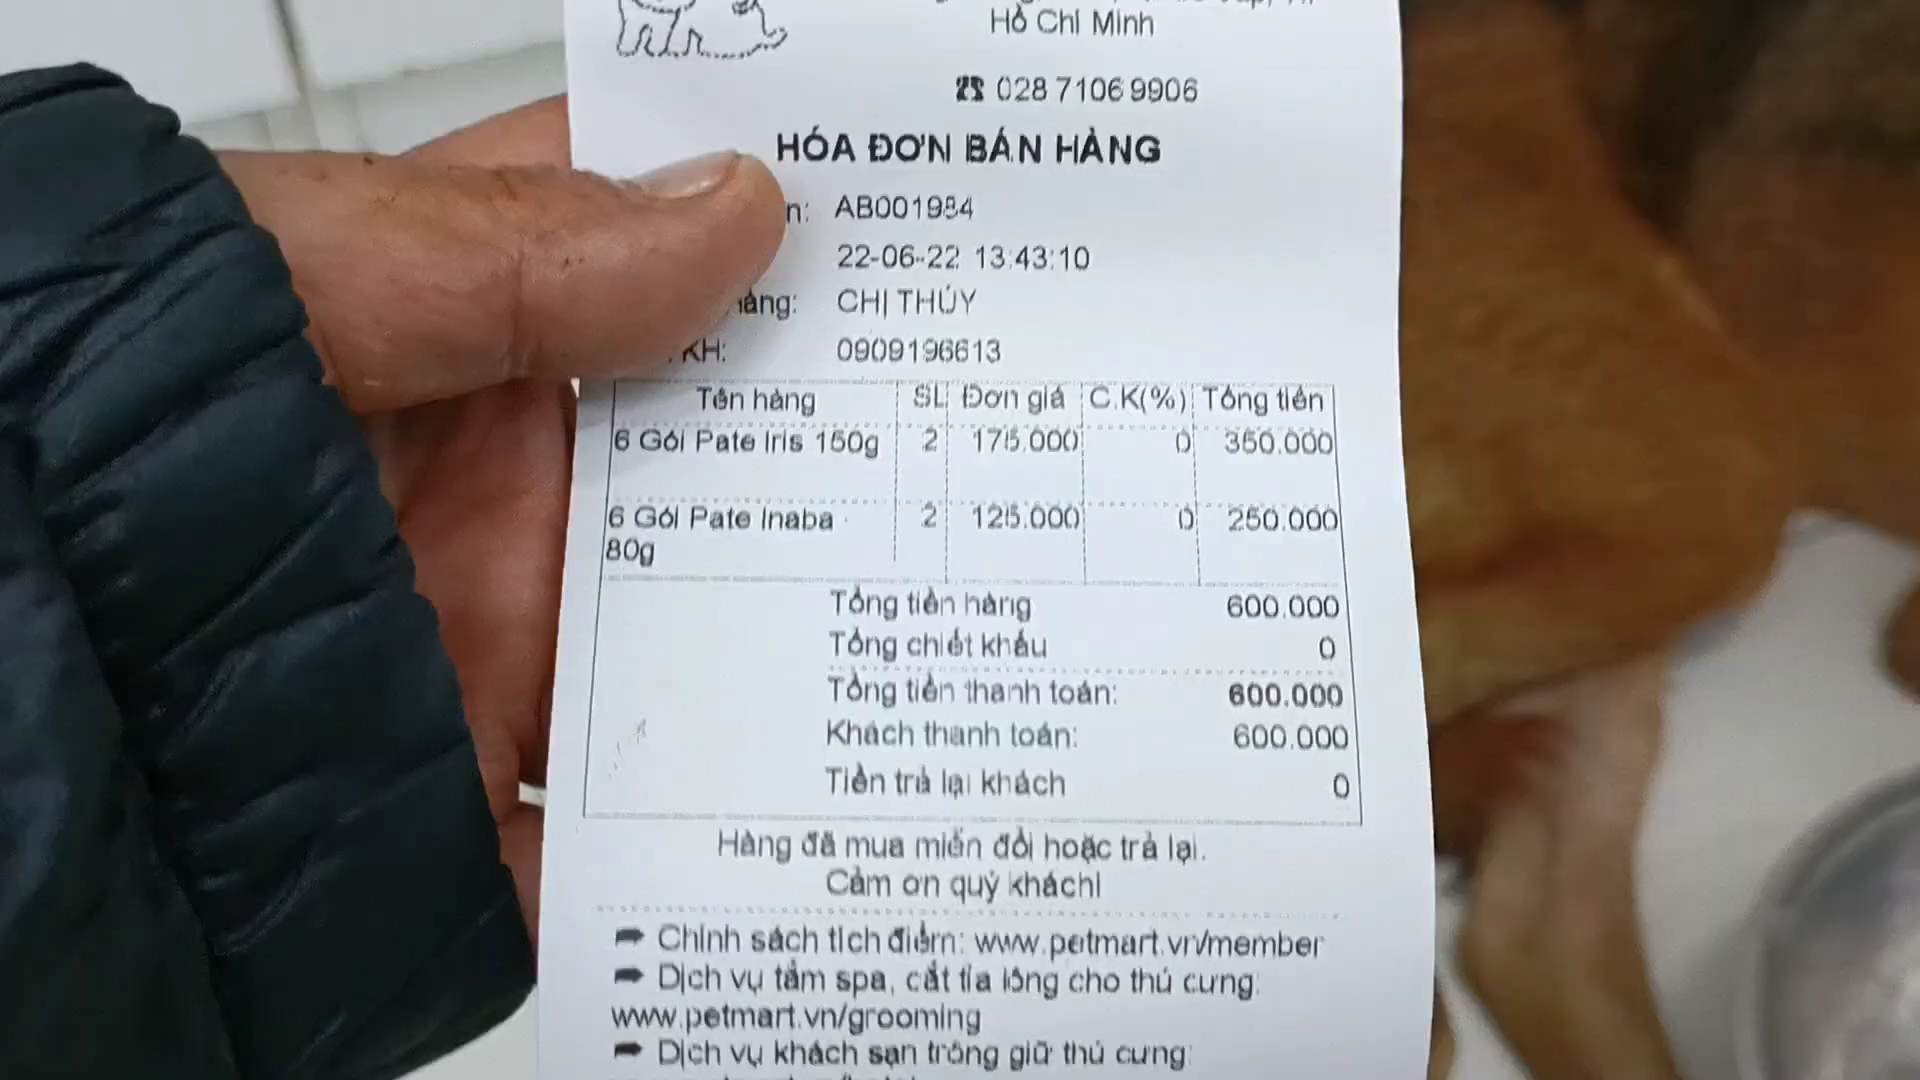 Hồ Chí Minh
☎ 028 7106 9906
HÓA ĐƠN BÁN HÀNG
n: AB001984
22-06-22 13:43:10
hàng: CHỊ THÚY
KH: 0909196613
Tên hàng SL Đơn giá C.K(%) Tổng tiền
6 Gói Pate Iris 150g 2 175.000 0 350.000
6 Gói Pate Inaba 2 125.000 0 250.000
80g
Tổng tiền hàng 600.000
Tổng chiết khấu 0
Tổng tiền thanh toán: 600.000
Khách thanh toán: 600.000
Tiền trả lại khách 0
Hàng đã mua miễn đổi hoặc trả lại.
Cảm ơn quý khách!
➡ Chính sách tích điểm: www.petmart.vn/member
➡ Dịch vụ tắm spa, cắt tỉa lông cho thú cưng:
www.petmart.vn/grooming
➡ Dịch vụ khách sạn trông giữ thú cưng: